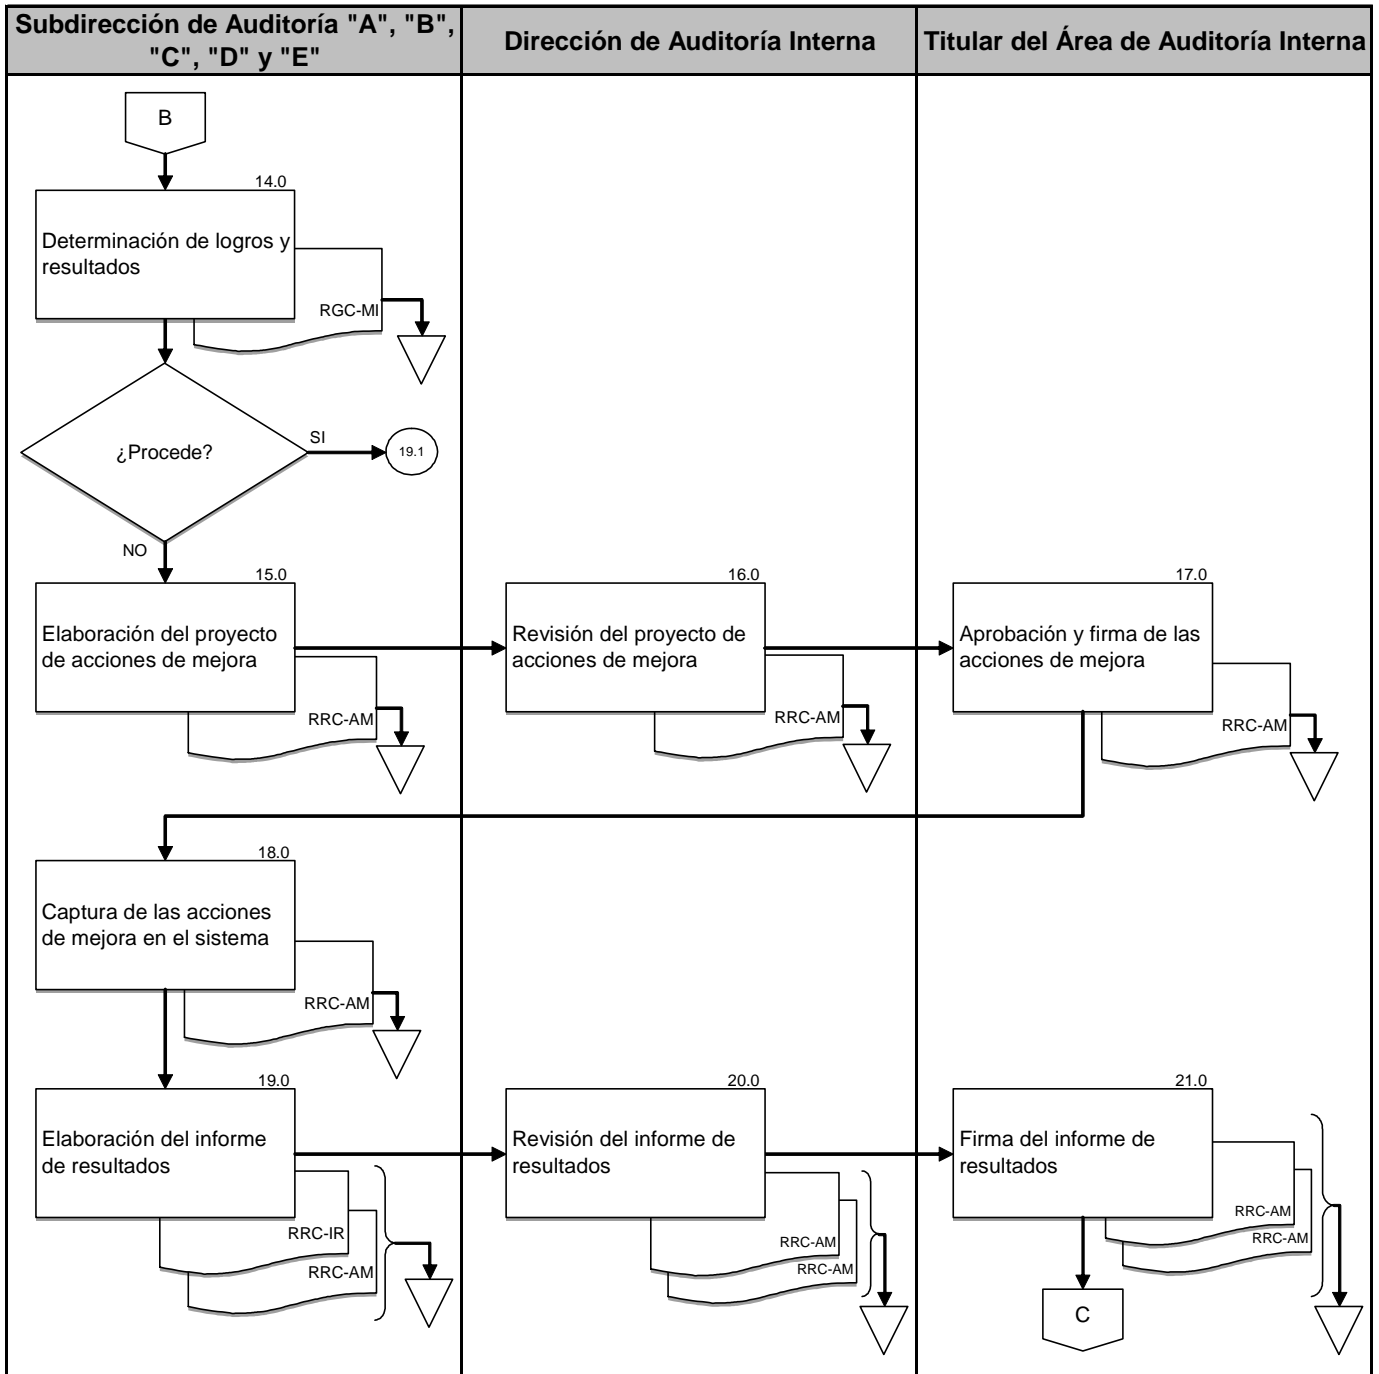 Subdirección de Auditoría "A", "B",
"C", "D" y "E"
Dirección de Auditoría Interna
Titular del Área de Auditoría Interna
B
14.0
Determinación de logros y
resultados
RGC-MI
¿Procede?
SI
19.1
NO
15.0
Elaboración del proyecto
de acciones de mejora
RRC-AM
16.0
Revisión del proyecto de
acciones de mejora
RRC-AM
17.0
Aprobación y firma de las
acciones de mejora
RRC-AM
18.0
Captura de las acciones
de mejora en el sistema
RRC-AM
19.0
Elaboración del informe
de resultados
RRC-IR
RRC-AM
20.0
Revisión del informe de
resultados
RRC-AM
RRC-AM
21.0
Firma del informe de
resultados
RRC-AM
RRC-AM
C